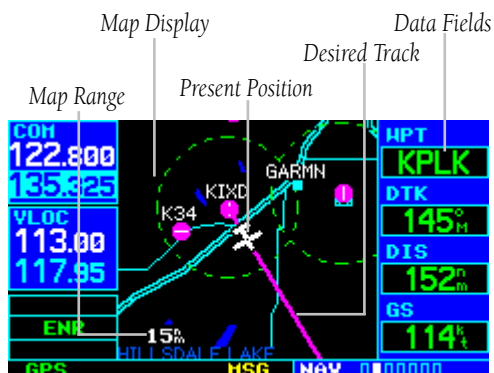 Map Display
Data Fields
Desired Track
Map Range
Present Position
COM
122.800
135.325
VLOC
113.00
117.95
ENR
GPS
K34
KIXD
GARMN
15nm
HILLSDALE LAKE
MSG
NAV
WPT
KPLK
DTK
145°M
DIS
152nm
GS
114kt